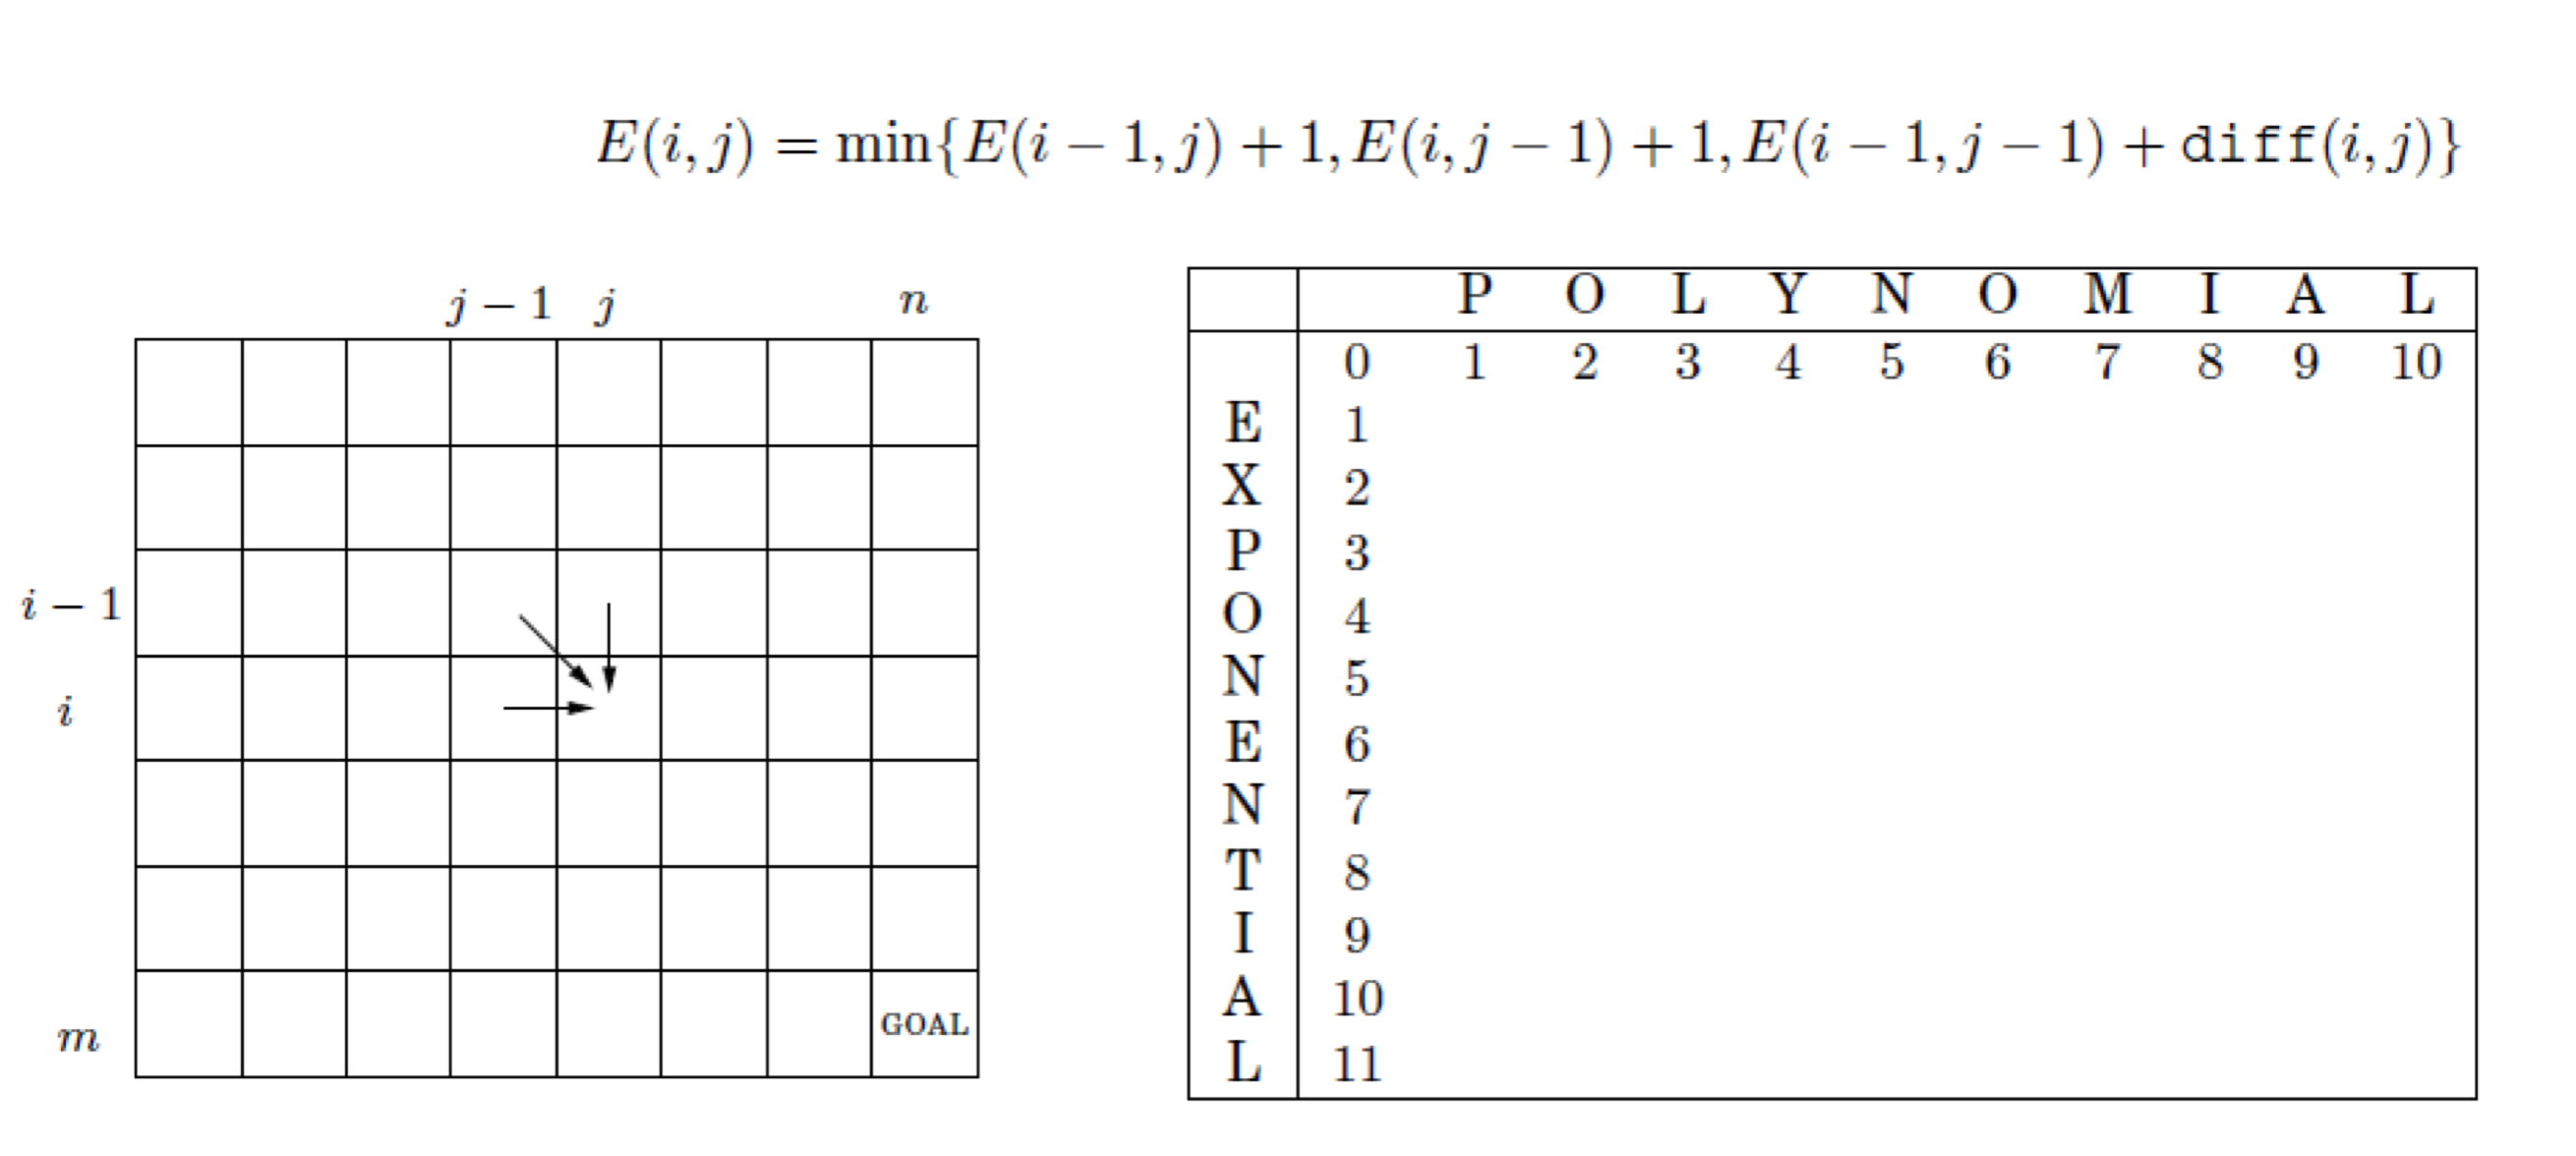 E(i, j) = min{E(i − 1, j) + 1, E(i, j − 1) + 1, E(i − 1, j − 1) + diff(i, j)}
j − 1 j n
i − 1
i
m GOAL
P O L Y N O M I A L
0 1 2 3 4 5 6 7 8 9 10
E 1
X 2
P 3
O 4
N 5
E 6
N 7
T 8
I 9
A 10
L 11